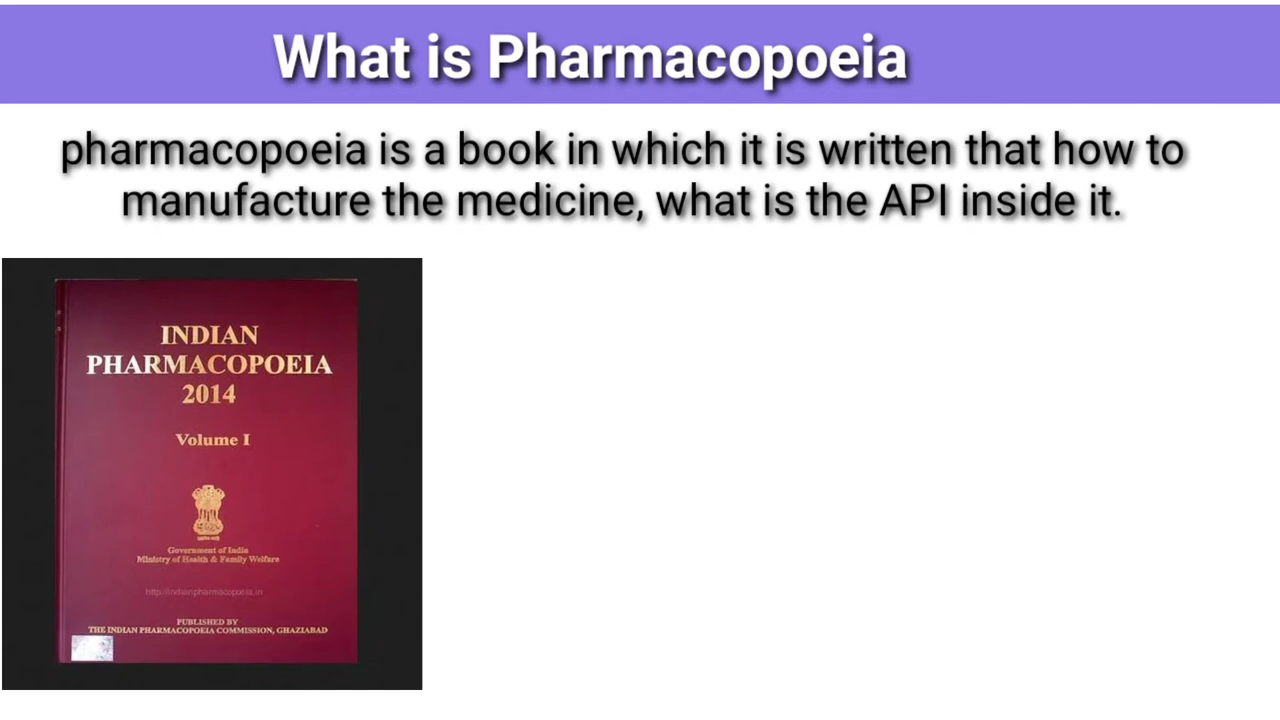 What is Pharmacopoeia
pharmacopoeia is a book in which it is written that how to
manufacture the medicine, what is the API inside it.
INDIAN
PHARMACOPOEIA
2014
Volume I
Government of India
Ministry of Health & Family Welfare
http://indianpharmacopoeia.in
PUBLISHED BY
THE INDIAN PHARMACOPOEIA COMMISSION, GHAZIABAD